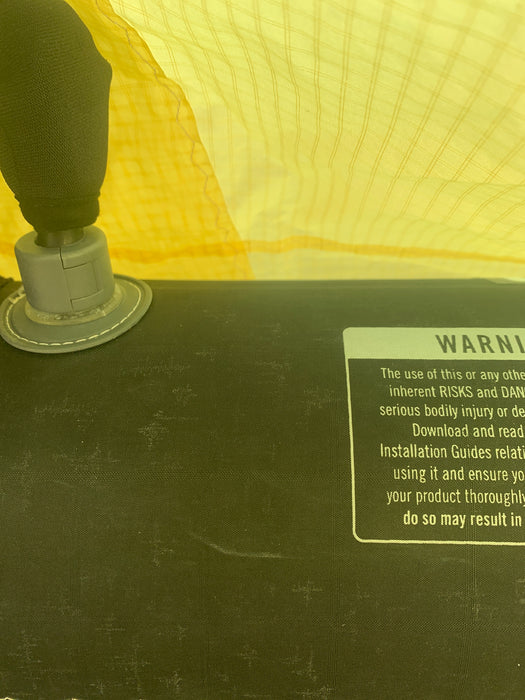 WARNI
The use of this or any othe
inherent RISKS and DAN
serious bodily injury or de
Download and read
Installation Guides relati
using it and ensure yo
your product thoroughly
do so may result in